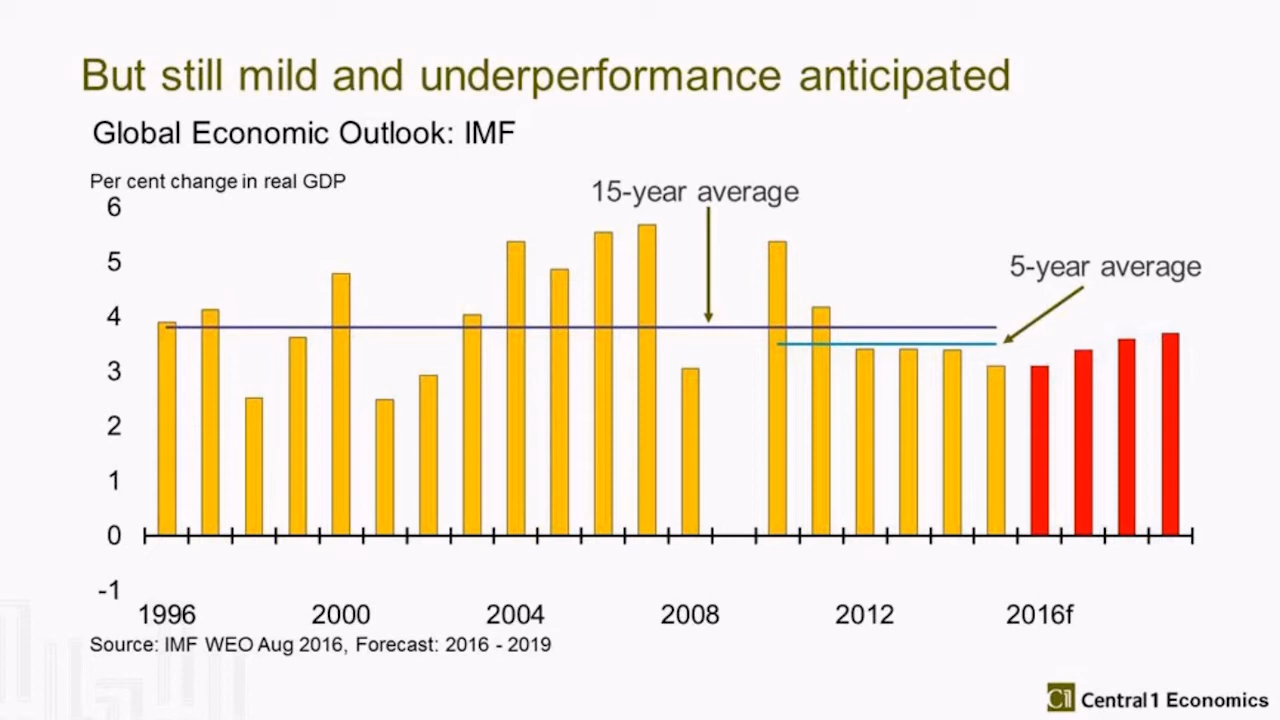 But still mild and underperformance anticipated
Global Economic Outlook: IMF
Per cent change in real GDP
15-year average
5-year average
6
5
4
3
2
1
0
-1
1996 2000 2004 2008 2012 2016f
Source: IMF WEO Aug 2016, Forecast: 2016 - 2019
C1 Central 1 Economics